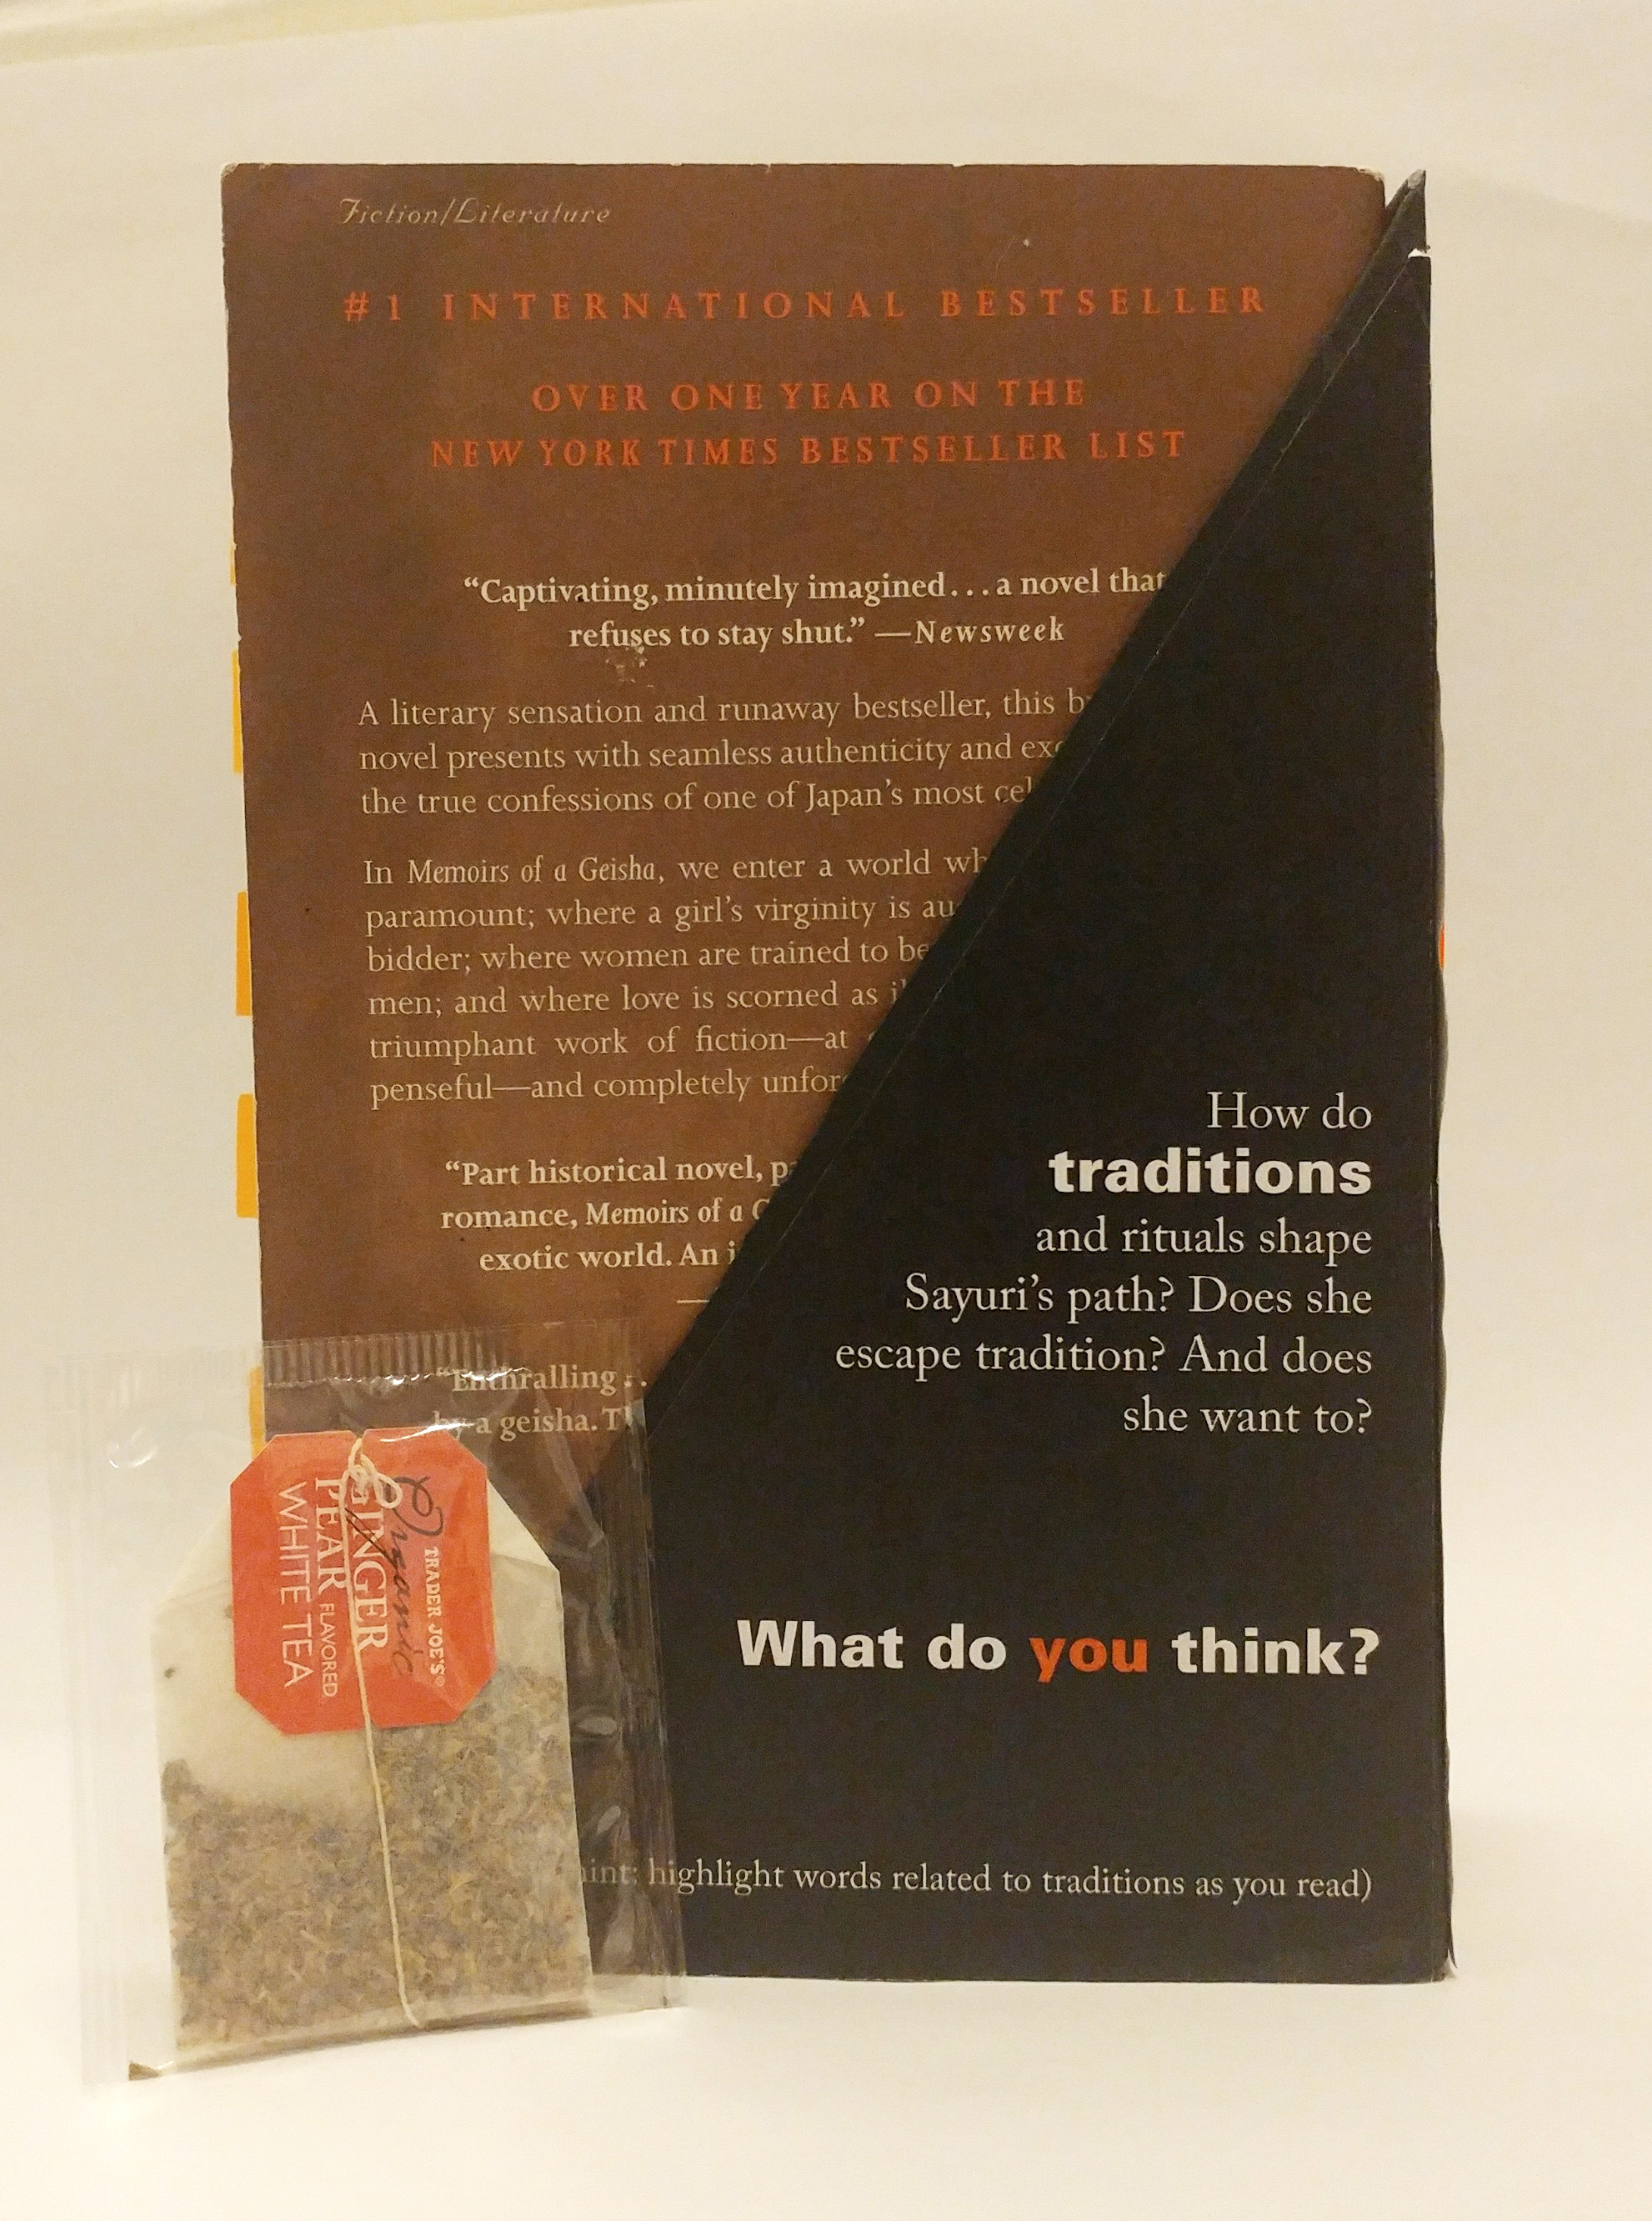 Fiction/Literature
#1 INTERNATIONAL BESTSELLER
OVER ONE YEAR ON THE
NEW YORK TIMES BESTSELLER LIST
“Captivating, minutely imagined...a novel that
refuses to stay shut.” —Newsweek
A literary sensation and runaway bestseller, this
novel presents with seamless authenticity and
the true confessions of one of Japan’s most
In Memoirs of a Geisha, we enter a world
paramount; where a girl’s virginity is
bidder; where women are trained to
men; and where love is scorned as
triumphant work of fiction—at
penseful—and completely
“Part historical novel,
romance, Memoirs of a
exotic world. An
—
“Enthralling . .
by a geisha.
How do
traditions
and rituals shape
Sayuri’s path? Does she
escape tradition? And does
she want to?
What do you think?
hint: highlight words related to traditions as you read)
TRADER JOE'S®
Organic
GINGER
PEAR FLAVORED
WHITE TEA